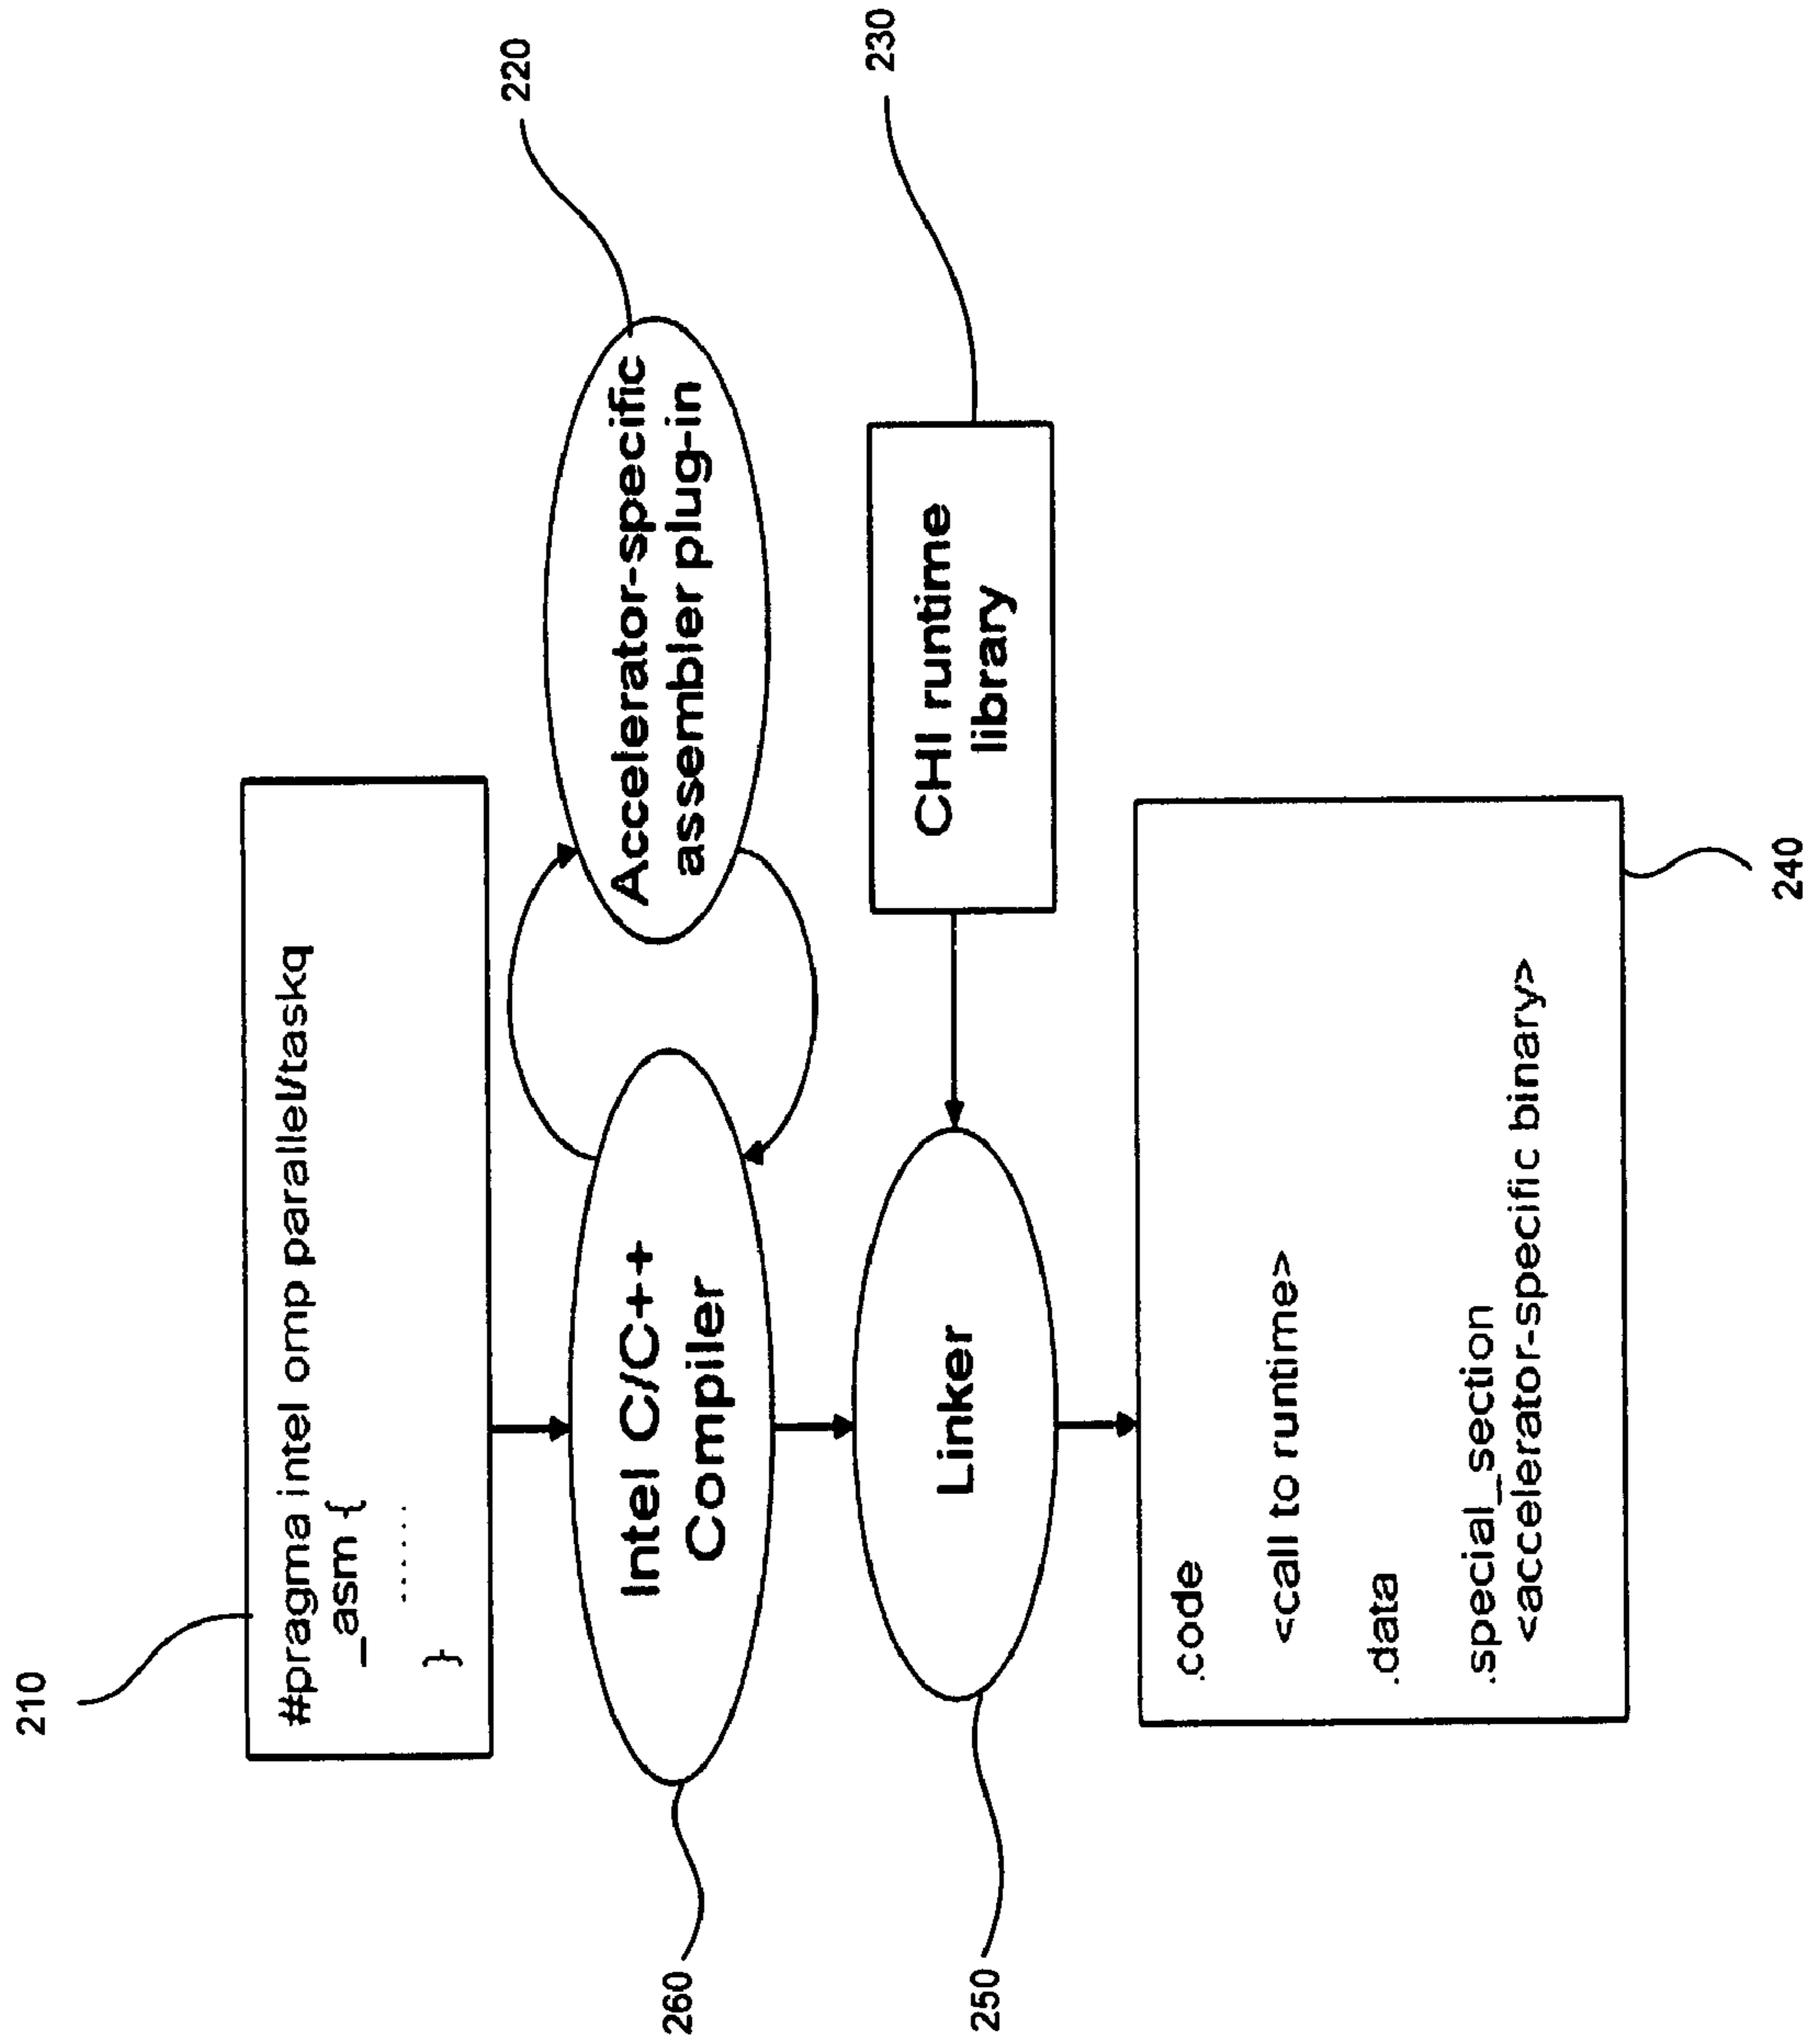 210
#pragma intel omp parallel/taskq
_asm {
......
}
220
Accelerator-specific
assembler plug-in
260
Intel C/C++
Compiler
230
CHI runtime
library
250
Linker
.code
<call to runtime>
.data
.special_section
<accelerator-specific binary>
240